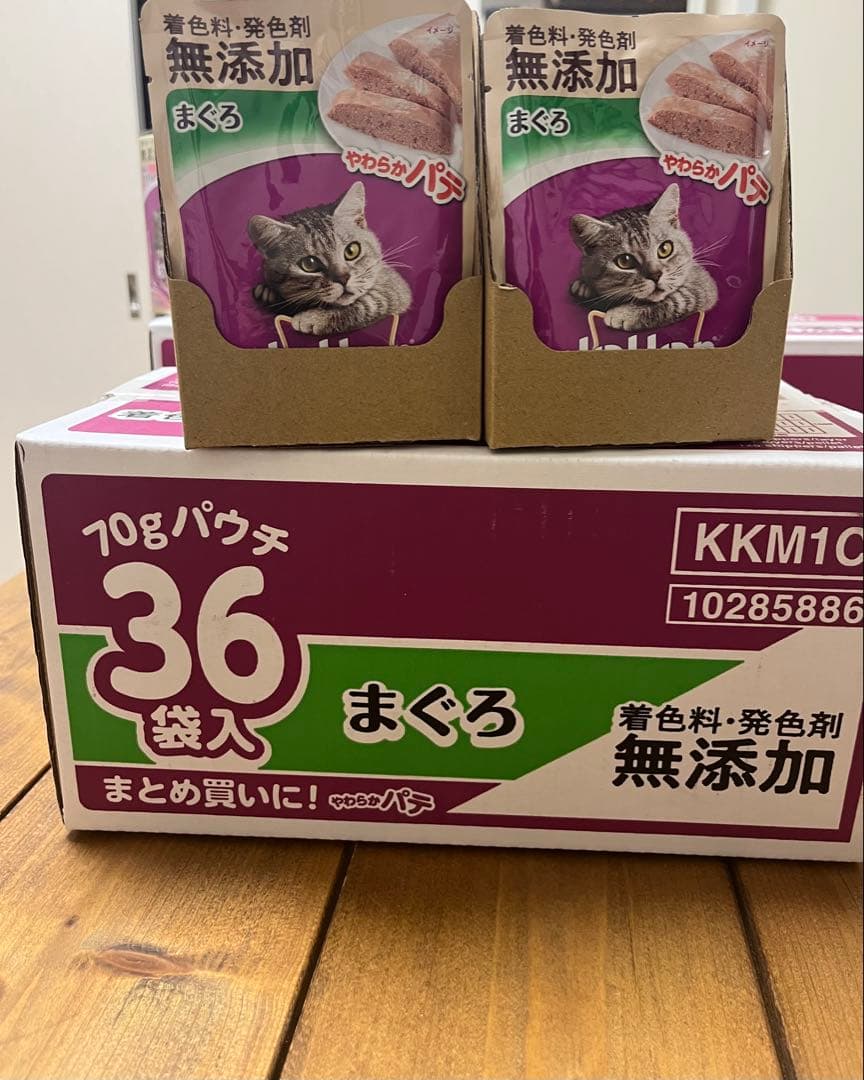 着色料・発色剤
無添加
まぐろ
イメージ
やわらかパテ
着色料・発色剤
無添加
まぐろ
イメージ
やわらかパテ
70gパウチ
36
袋入
まぐろ
まとめ買いに!
やわらかパテ
KKM1C
10285886
着色料・発色剤
無添加